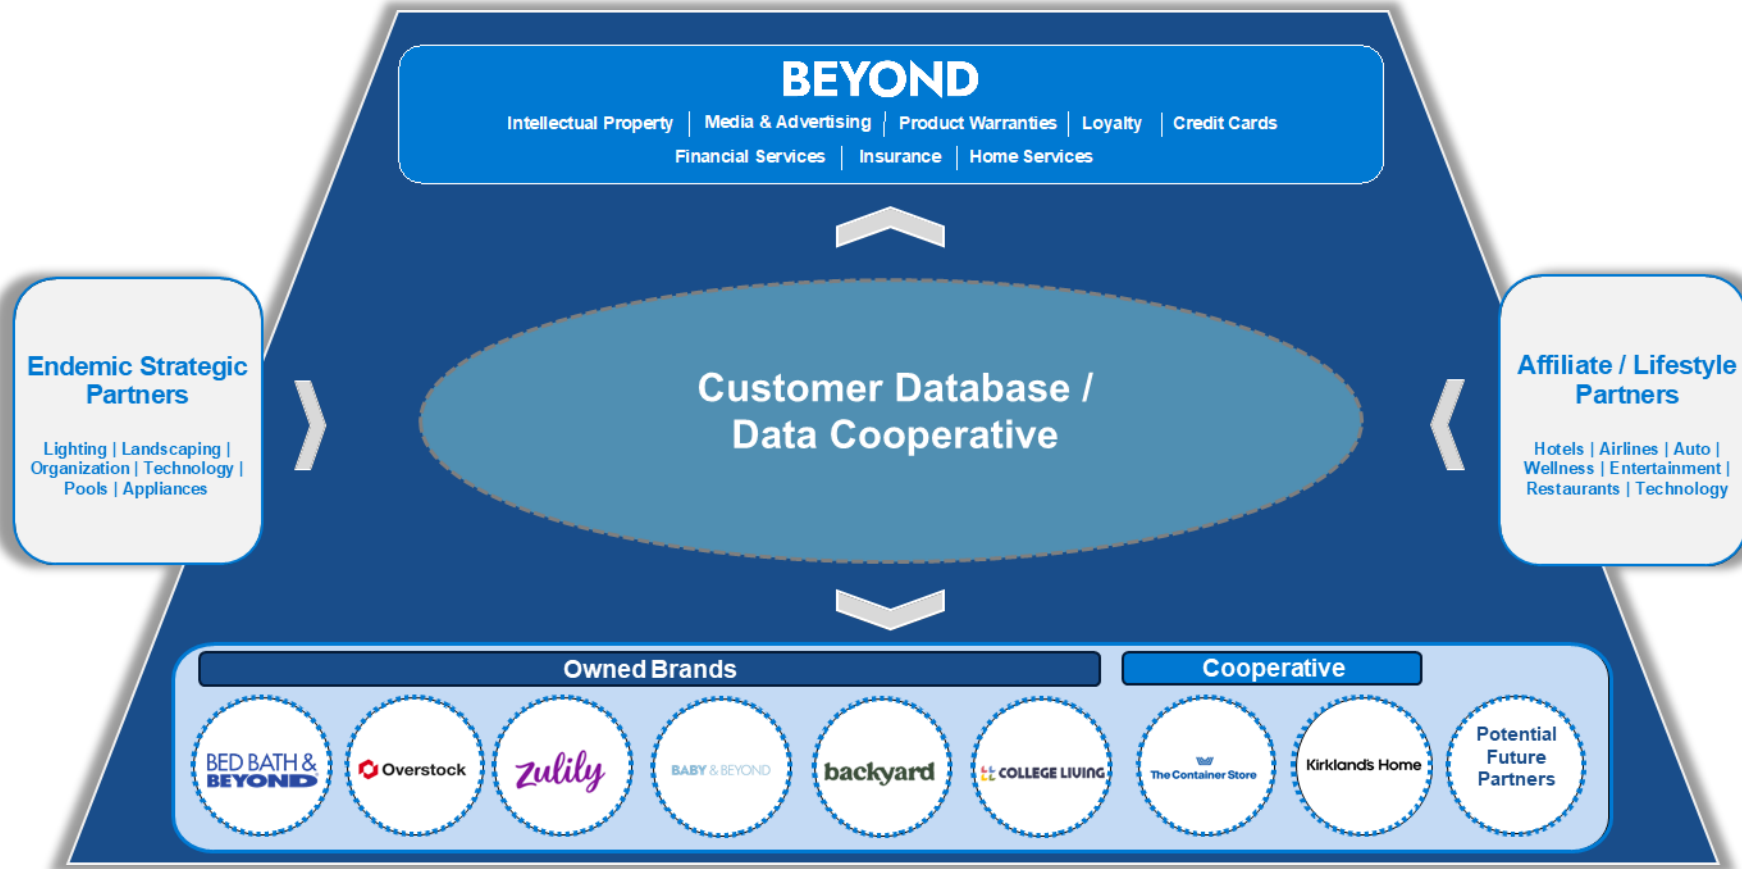 BEYOND
Intellectual Property | Media & Advertising | Product Warranties | Loyalty | Credit Cards
Financial Services | Insurance | Home Services
Endemic Strategic
Partners
Lighting | Landscaping |
Organization | Technology |
Pools | Appliances
Customer Database /
Data Cooperative
Affiliate / Lifestyle
Partners
Hotels | Airlines | Auto |
Wellness | Entertainment |
Restaurants | Technology
Owned Brands
Cooperative
BED BATH &
BEYOND
Overstock
zulily
BABY & BEYOND
backyard
COLLEGE LIVING
The Container Store
Kirkland's Home
Potential
Future
Partners